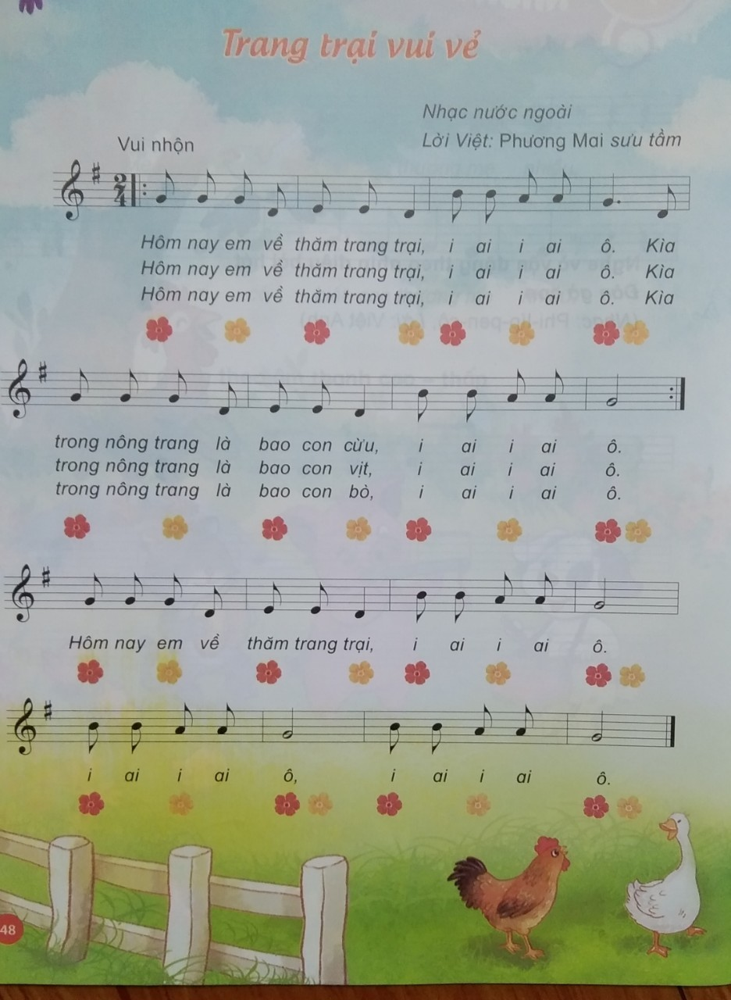 Trang trại vui vẻ
Nhạc nước ngoài
Vui nhộn
Lời Việt: Phương Mai sưu tầm
2
4
Hôm nay em về thăm trang trại, i ai i ai ô. Kìa
Hôm nay em về thăm trang trại, i ai i ai ô. Kìa
Hôm nay em về thăm trang trại, i ai i ai ô. Kìa
trong nông trang là bao con cừu, i ai i ai ô.
trong nông trang là bao con vịt, i ai i ai ô.
trong nông trang là bao con bò, i ai i ai ô.
Hôm nay em về thăm trang trại, i ai i ai ô.
i ai i ai ô, i ai i ai ô.
48